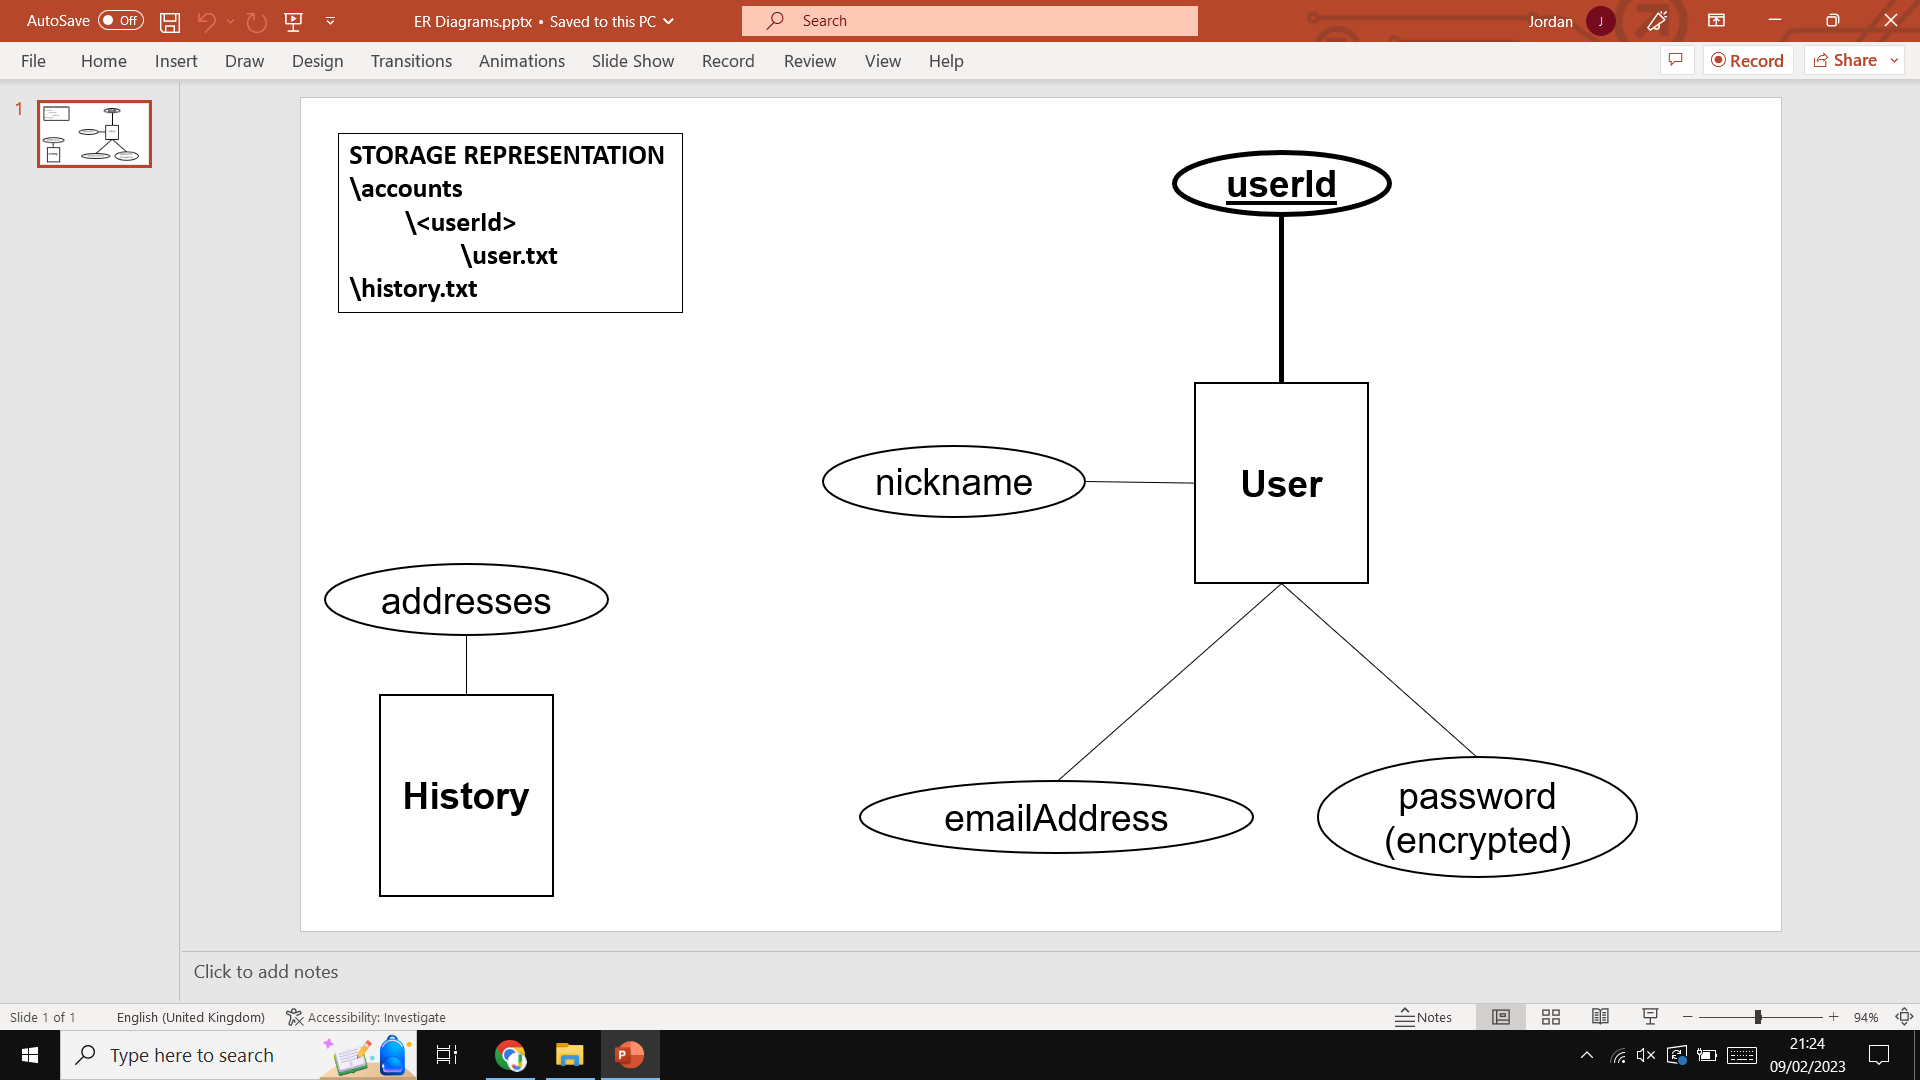 AutoSave Off ER Diagrams.pptx • Saved to this PC Search Jordan J
File Home Insert Draw Design Transitions Animations Slide Show Record Review View Help Record Share
1
STORAGE REPRESENTATION
\accounts
\<userId>
\user.txt
\history.txt
userId
nickname
User
addresses
History
emailAddress
password
(encrypted)
Click to add notes
Slide 1 of 1 English (United Kingdom) Accessibility: Investigate Notes 94%
Type here to search
21:24
09/02/2023